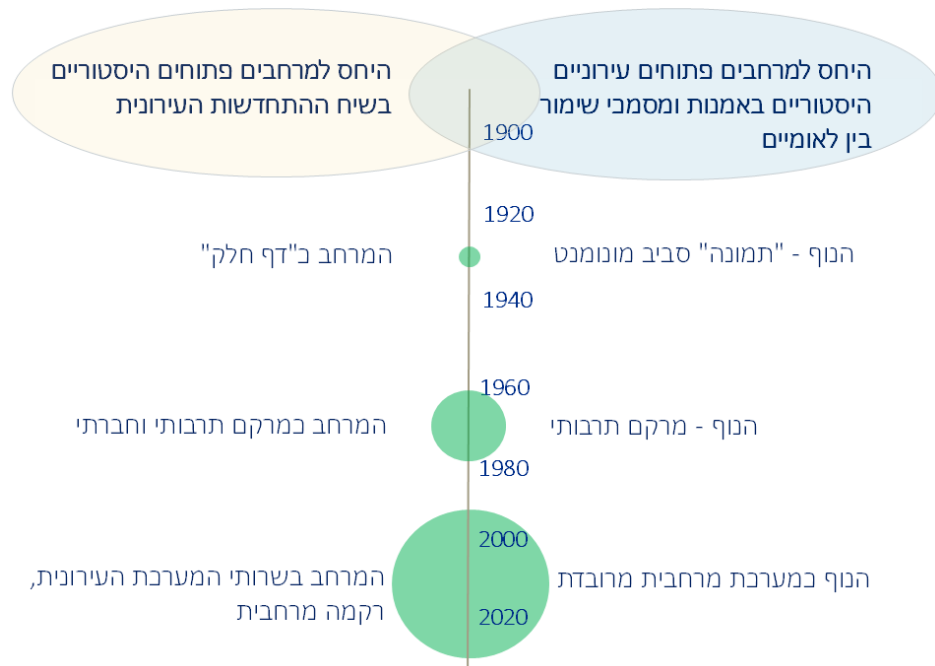 היחס למרחבים פתוחים עירוניים
היסטוריים באמנות ומסמכי שימור
בין לאומיים
היחס למרחבים פתוחים היסטוריים
בשיח ההתחדשות העירונית
1900
1920
הנוף - "תמונה" סביב מונומנט
המרחב כ"דף חלק"
1940
1960
הנוף - מרקם תרבותי
המרחב כמרקם תרבותי וחברתי
1980
2000
הנוף כמערכת מרחבית מרובדת
המרחב בשרותי המערכת העירונית,
רקמה מרחבית
2020